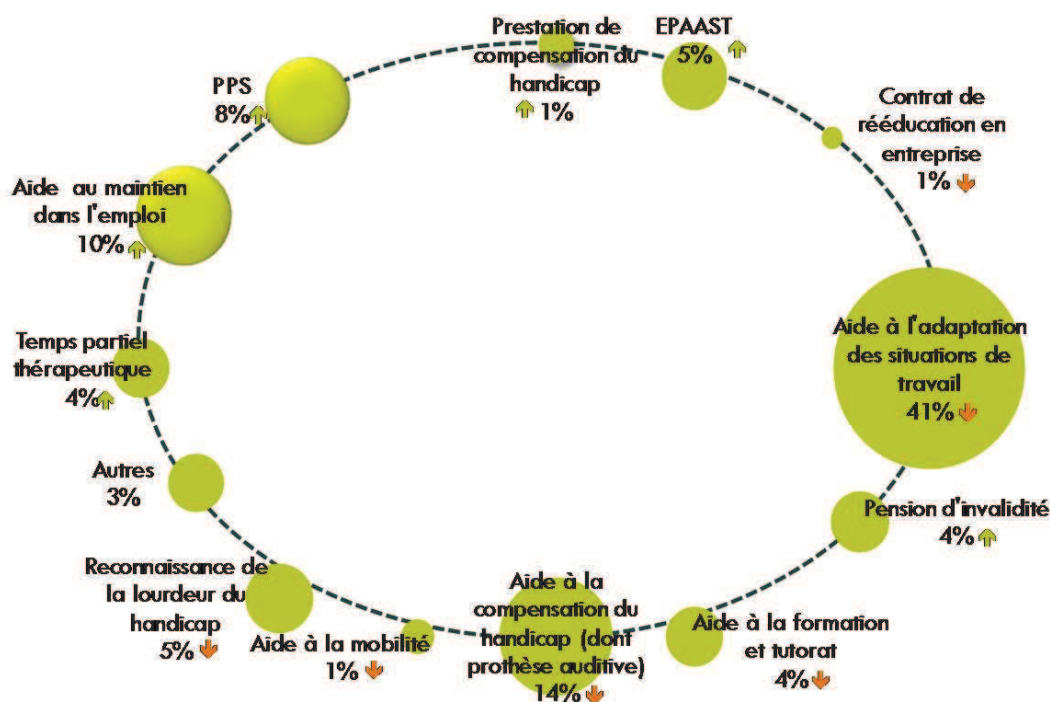 Prestation de
compensation du
handicap
1%
EPAAST
5%
Contrat de
rééducation en
entreprise
1%
Aide à l'adaptation
des situations de
travail
41%
Pension d'invalidité
4%
Aide à la formation
et tutorat
4%
Aide à la
compensation du
handicap (dont
prothèse auditive)
14%
Aide à la mobilité
1%
Reconnaissance de
la lourdeur du
handicap
5%
Autres
3%
Temps partiel
thérapeutique
4%
Aide au maintien
dans l'emploi
10%
PPS
8%